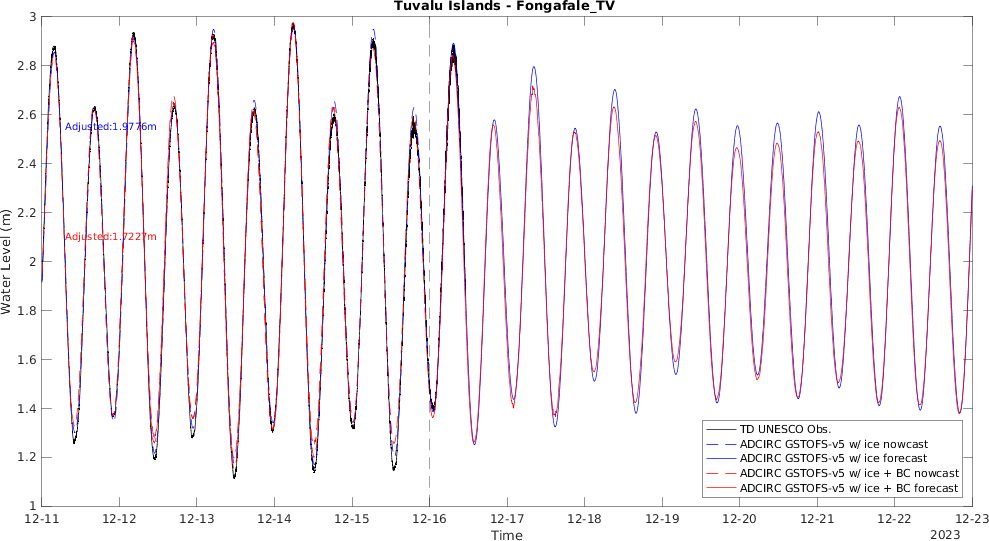 Tuvalu Islands - Fongafale_TV
Water Level (m)
3
2.8
2.6
2.4
2.2
2
1.8
1.6
1.4
1.2
1
Adjusted:1.9776m
Adjusted:1.7227m
TD UNESCO Obs.
ADCIRC GSTOFS-v5 w/ ice nowcast
ADCIRC GSTOFS-v5 w/ ice forecast
ADCIRC GSTOFS-v5 w/ ice + BC nowcast
ADCIRC GSTOFS-v5 w/ ice + BC forecast
12-11 12-12 12-13 12-14 12-15 12-16 12-17 12-18 12-19 12-20 12-21 12-22 12-23
Time
2023